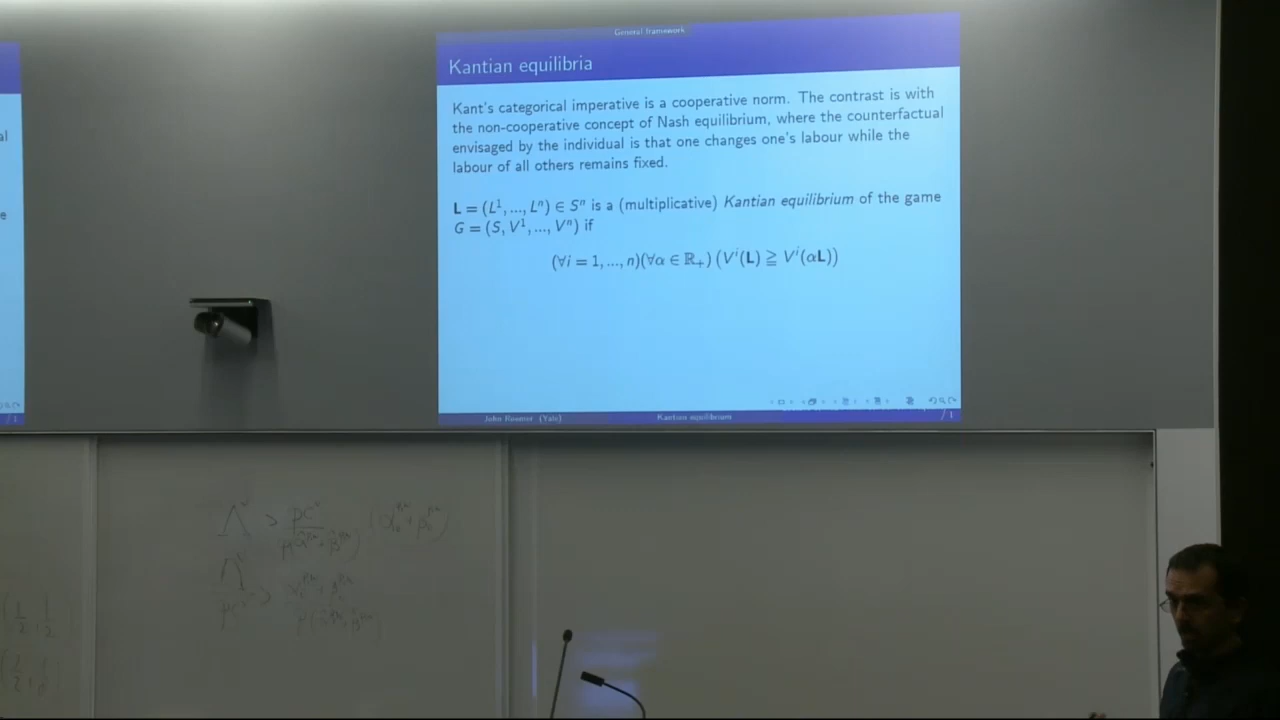 General framework
Kantian equilibria
Kant's categorical imperative is a cooperative norm. The contrast is with
the non-cooperative concept of Nash equilibrium, where the counterfactual
envisaged by the individual is that one changes one's labour while the
labour of all others remains fixed.
L = (L¹, ..., Lⁿ) ∈ Sⁿ is a (multiplicative) Kantian equilibrium of the game
G = (S, V¹, ..., Vⁿ) if
(∀i = 1, ..., n)(∀α ∈ ℝ₊) (Vⁱ(L) ≧ Vⁱ(αL))
John Roemer (Yale)
Kantian equilibrium
/ 1
al
e
/ 1